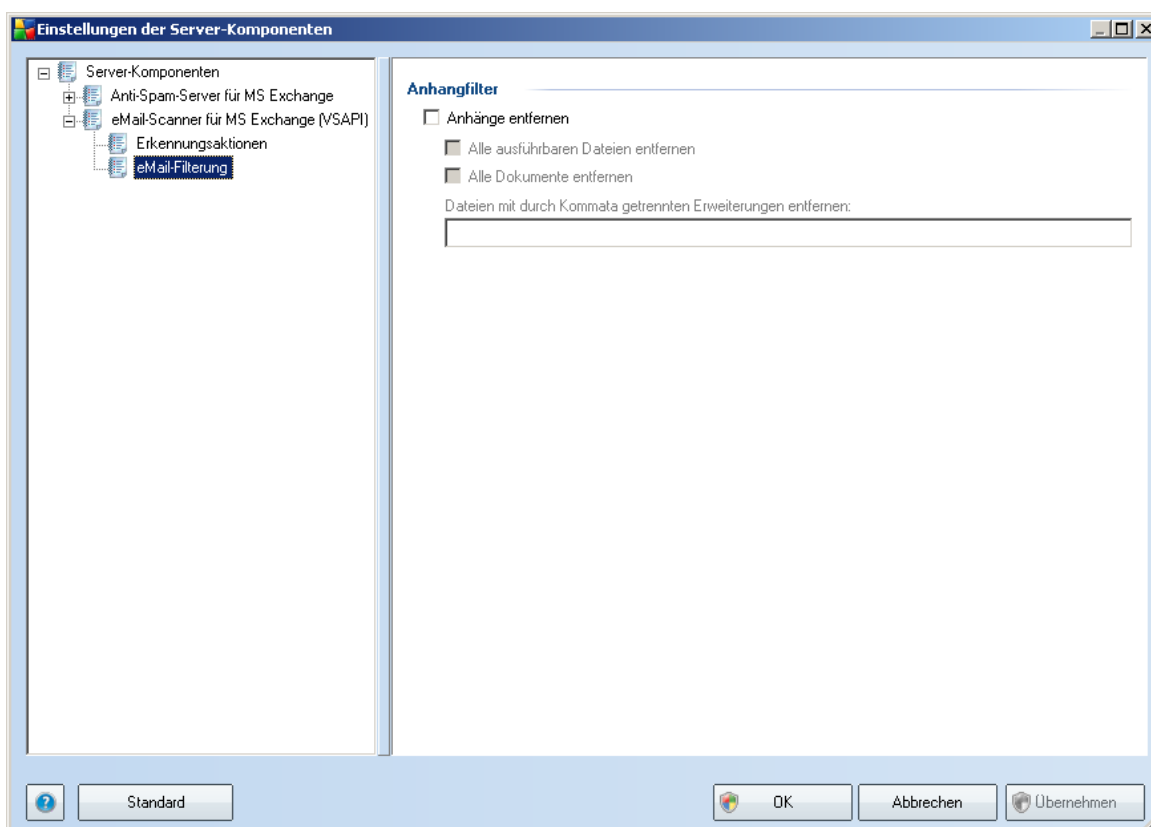 Einstellungen der Server-Komponenten
Server-Komponenten
Anti-Spam-Server für MS Exchange
eMail-Scanner für MS Exchange (VSAPI)
Erkennungsaktionen
eMail-Filterung
Anhangfilter
Anhänge entfernen
Alle ausführbaren Dateien entfernen
Alle Dokumente entfernen
Dateien mit durch Kommata getrennten Erweiterungen entfernen:
Standard
OK
Abbrechen
Übernehmen